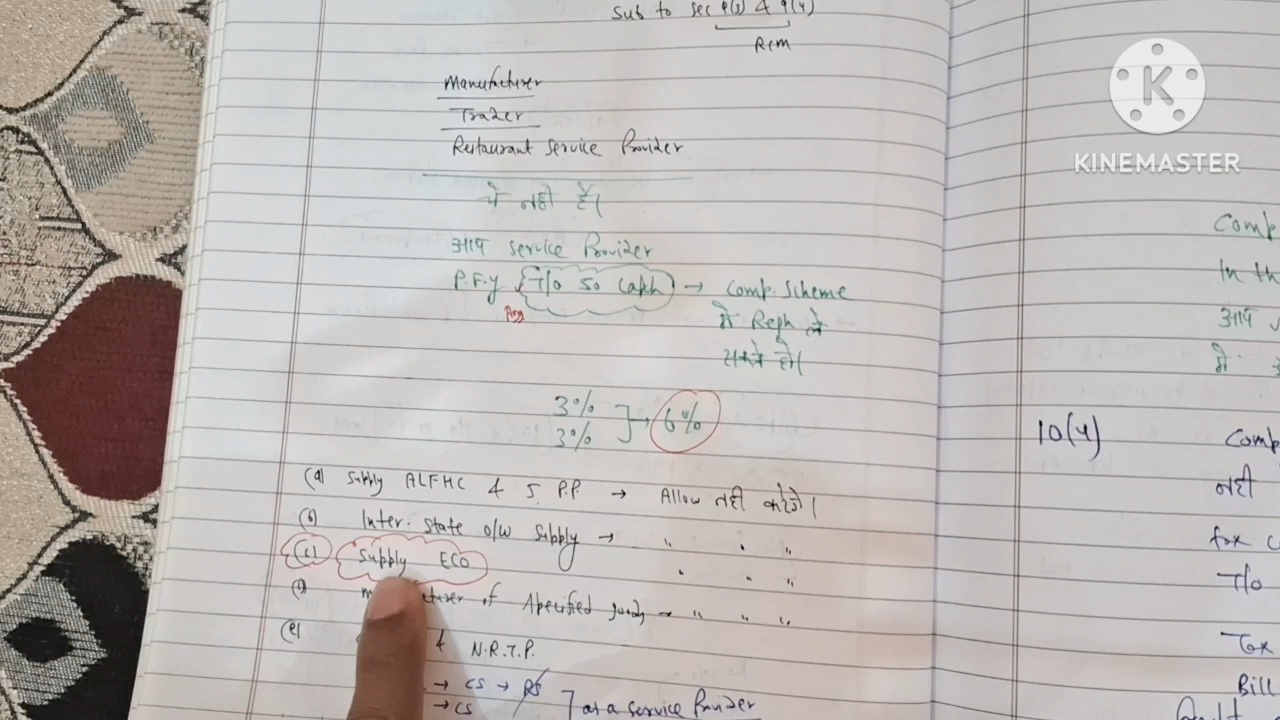 Sub to sec 9(3) & 9(4)
RCM
Manufacturer
Trader
Restaurant Service Provider
ये नही है।
आप service Provider
P.F.Y T/O 50 Lakh → Comp. Scheme
मे Regn ले
सकते हो।
3%
3% → 6%
(a) Supply ALFHC & 5 P.P. → Allow नही करेगे।
(b) Inter-State o/w Supply → " " "
(c) Supply ECO " " "
of specified goods → " " "
(e) & N.R.T.P.
→ CS → RS
→ CS as a service Provider
Comp
In th
आप
मे
10(4) Comp
नही
Tax
T/O
Tax
Bill
KINEMASTER